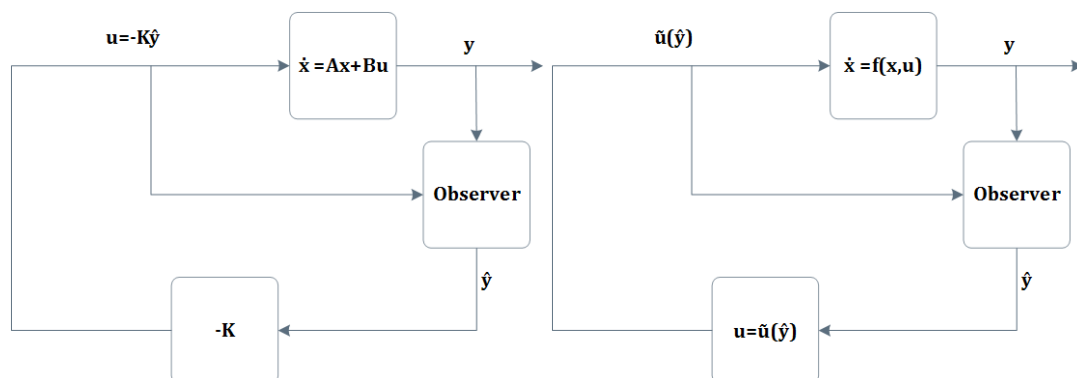 u=-Kŷ
ẋ =Ax+Bu
y
Observer
ŷ
-K
ũ(ŷ)
ẋ =f(x,u)
y
Observer
ŷ
u=ũ(ŷ)